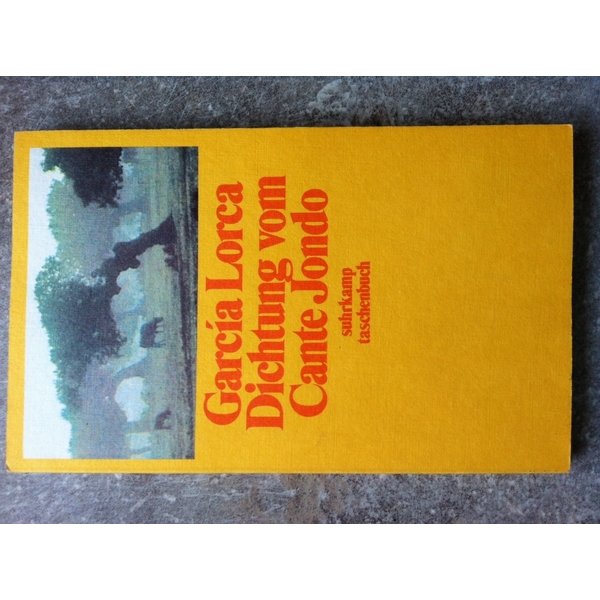 García Lorca
Dichtung vom
Cante Jondo
suhrkamp
taschenbuch